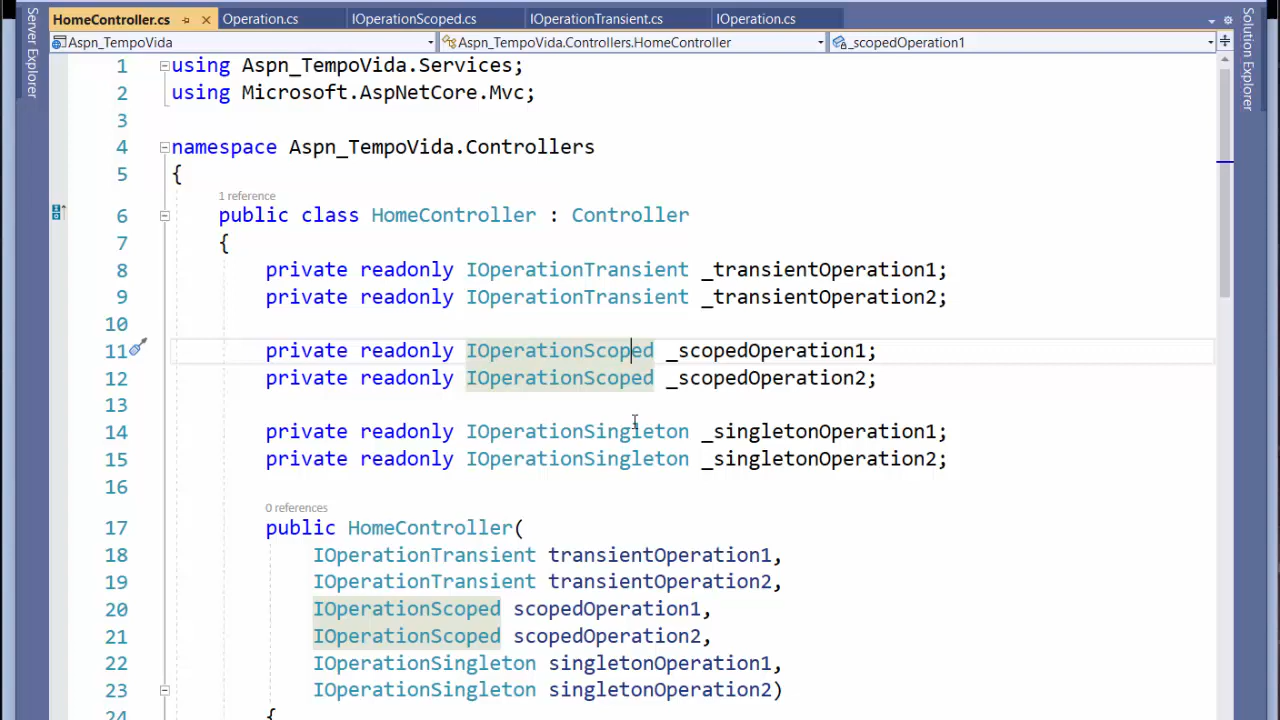 HomeController.cs
Operation.cs
IOperationScoped.cs
IOperationTransient.cs
IOperation.cs
Server Explorer
Solution Explorer
Aspn_TempoVida
Aspn_TempoVida.Controllers.HomeController
_scopedOperation1
1 using Aspn_TempoVida.Services;
2 using Microsoft.AspNetCore.Mvc;
3
4 namespace Aspn_TempoVida.Controllers
5 {
1 reference
6 public class HomeController : Controller
7 {
8 private readonly IOperationTransient _transientOperation1;
9 private readonly IOperationTransient _transientOperation2;
10
11 private readonly IOperationScoped _scopedOperation1;
12 private readonly IOperationScoped _scopedOperation2;
13
14 private readonly IOperationSingleton _singletonOperation1;
15 private readonly IOperationSingleton _singletonOperation2;
16
0 references
17 public HomeController(
18 IOperationTransient transientOperation1,
19 IOperationTransient transientOperation2,
20 IOperationScoped scopedOperation1,
21 IOperationScoped scopedOperation2,
22 IOperationSingleton singletonOperation1,
23 IOperationSingleton singletonOperation2)
24 {